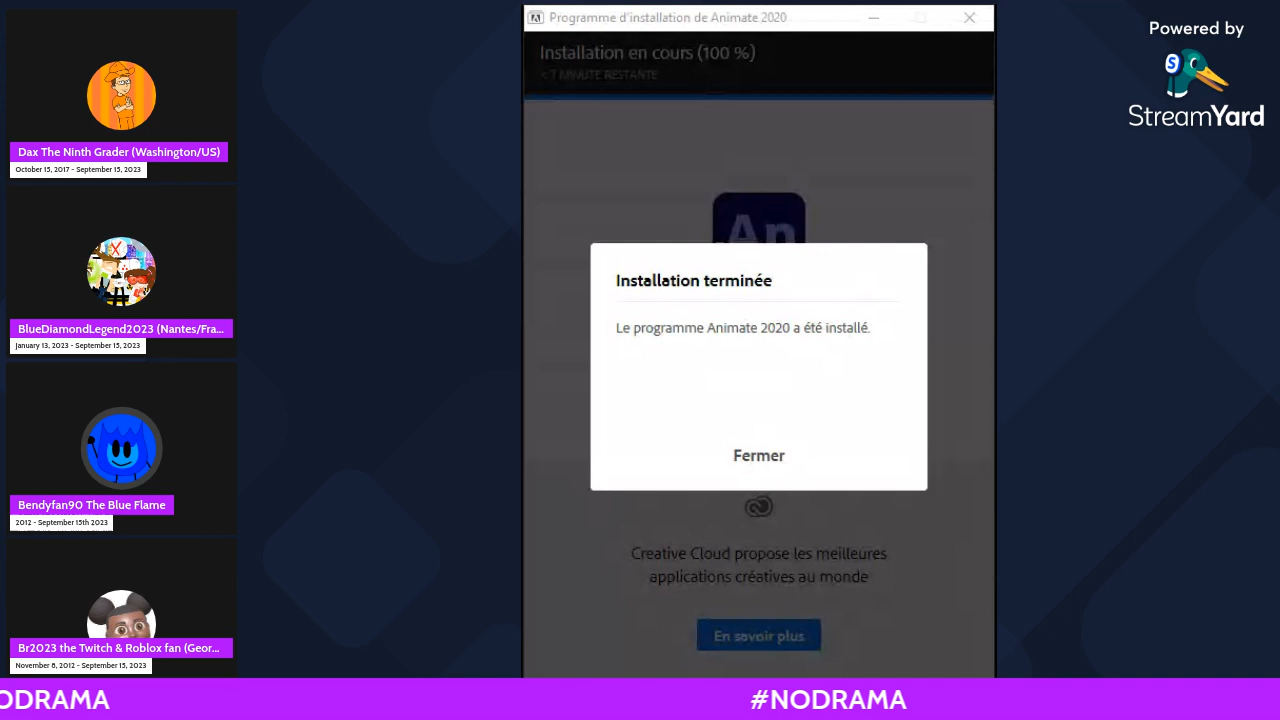 Programme d'installation de Animate 2020
Powered by
StreamYard
Installation en cours (100 %)
< 1 MINUTE RESTANTE
Dax The Ninth Grader (Washington/US)
October 15, 2017 - September 15, 2023
An
Installation terminée
Le programme Animate 2020 a été installé.
BlueDiamondLegend2023 (Nantes/Fra...
January 13, 2023 - September 15, 2023
Fermer
Bendyfan90 The Blue Flame
2012 - September 15th 2023
Creative Cloud propose les meilleures
applications créatives au monde
En savoir plus
Br2023 the Twitch & Roblox fan (Geor...
November 8, 2012 - September 15, 2023
ODRAMA
#NODRAMA